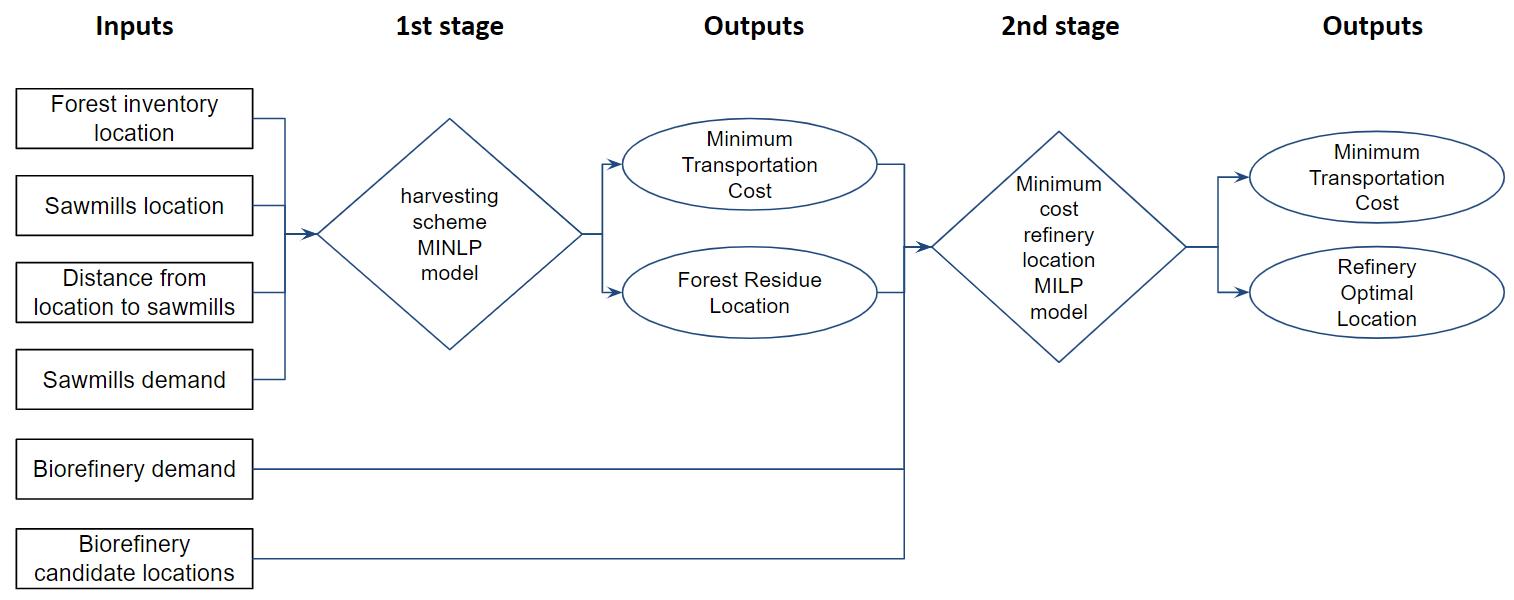 Inputs
1st stage
Outputs
2nd stage
Outputs
Forest inventory
location
Sawmills location
Distance from
location to sawmills
Sawmills demand
Biorefinery demand
Biorefinery
candidate locations
harvesting
scheme
MINLP
model
Minimum
Transportation
Cost
Forest Residue
Location
Minimum
cost
refinery
location
MILP
model
Minimum
Transportation
Cost
Refinery
Optimal
Location